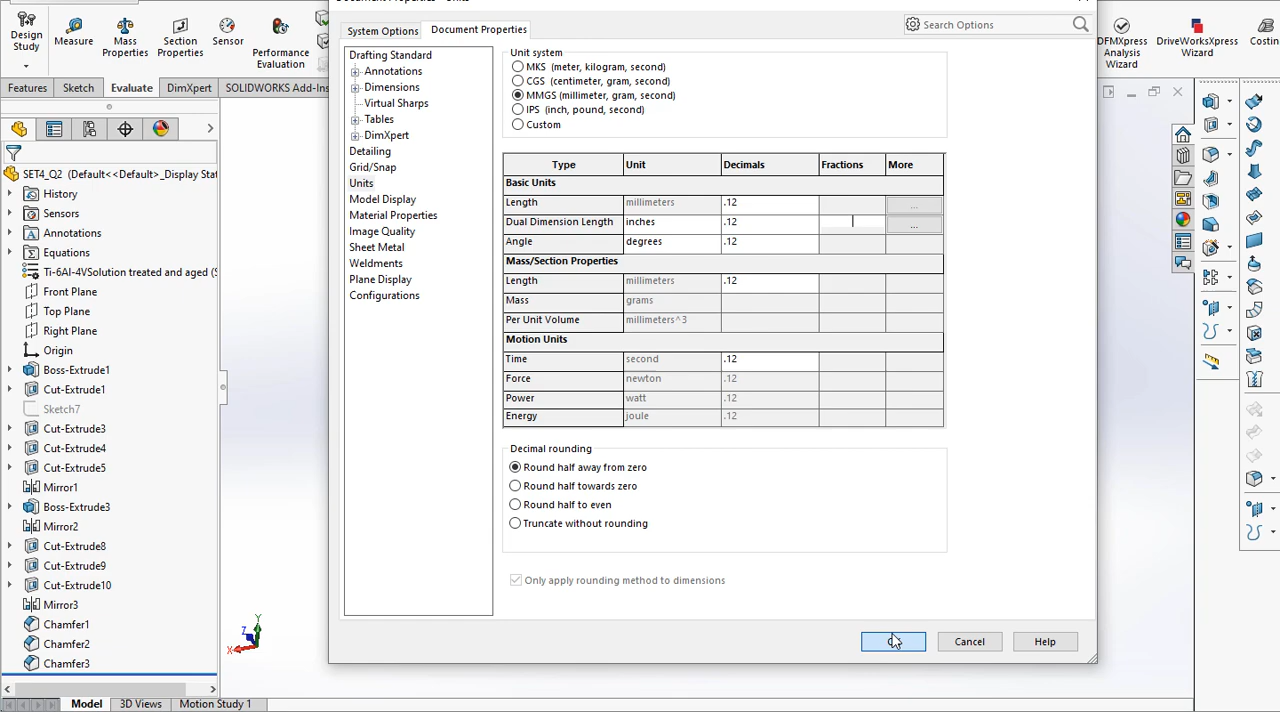 Document Properties - Units
Design Study
Measure
Mass Properties
Section Properties
Sensor
Performance Evaluation
DFMXpress Analysis Wizard
DriveWorksXpress Wizard
Costin
Features
Sketch
Evaluate
DimXpert
SOLIDWORKS Add-Ins
System Options
Document Properties
Search Options
SET4_Q2 (Default<<Default>_Display Stat
History
Sensors
Annotations
Equations
Ti-6Al-4VSolution treated and aged (S
Front Plane
Top Plane
Right Plane
Origin
Boss-Extrude1
Cut-Extrude1
Sketch7
Cut-Extrude3
Cut-Extrude4
Cut-Extrude5
Mirror1
Boss-Extrude3
Mirror2
Cut-Extrude8
Cut-Extrude9
Cut-Extrude10
Mirror3
Chamfer1
Chamfer2
Chamfer3
Drafting Standard
Annotations
Dimensions
Virtual Sharps
Tables
DimXpert
Detailing
Grid/Snap
Units
Model Display
Material Properties
Image Quality
Sheet Metal
Weldments
Plane Display
Configurations
Unit system
MKS (meter, kilogram, second)
CGS (centimeter, gram, second)
MMGS (millimeter, gram, second)
IPS (inch, pound, second)
Custom
Type Unit Decimals Fractions More
Basic Units
Length millimeters .12 ...
Dual Dimension Length inches .12 ...
Angle degrees .12
Mass/Section Properties
Length millimeters .12
Mass grams
Per Unit Volume millimeters^3
Motion Units
Time second .12
Force newton .12
Power watt .12
Energy joule .12
Decimal rounding
Round half away from zero
Round half towards zero
Round half to even
Truncate without rounding
Only apply rounding method to dimensions
Cancel
Help
Y
Z
X
Model
3D Views
Motion Study 1